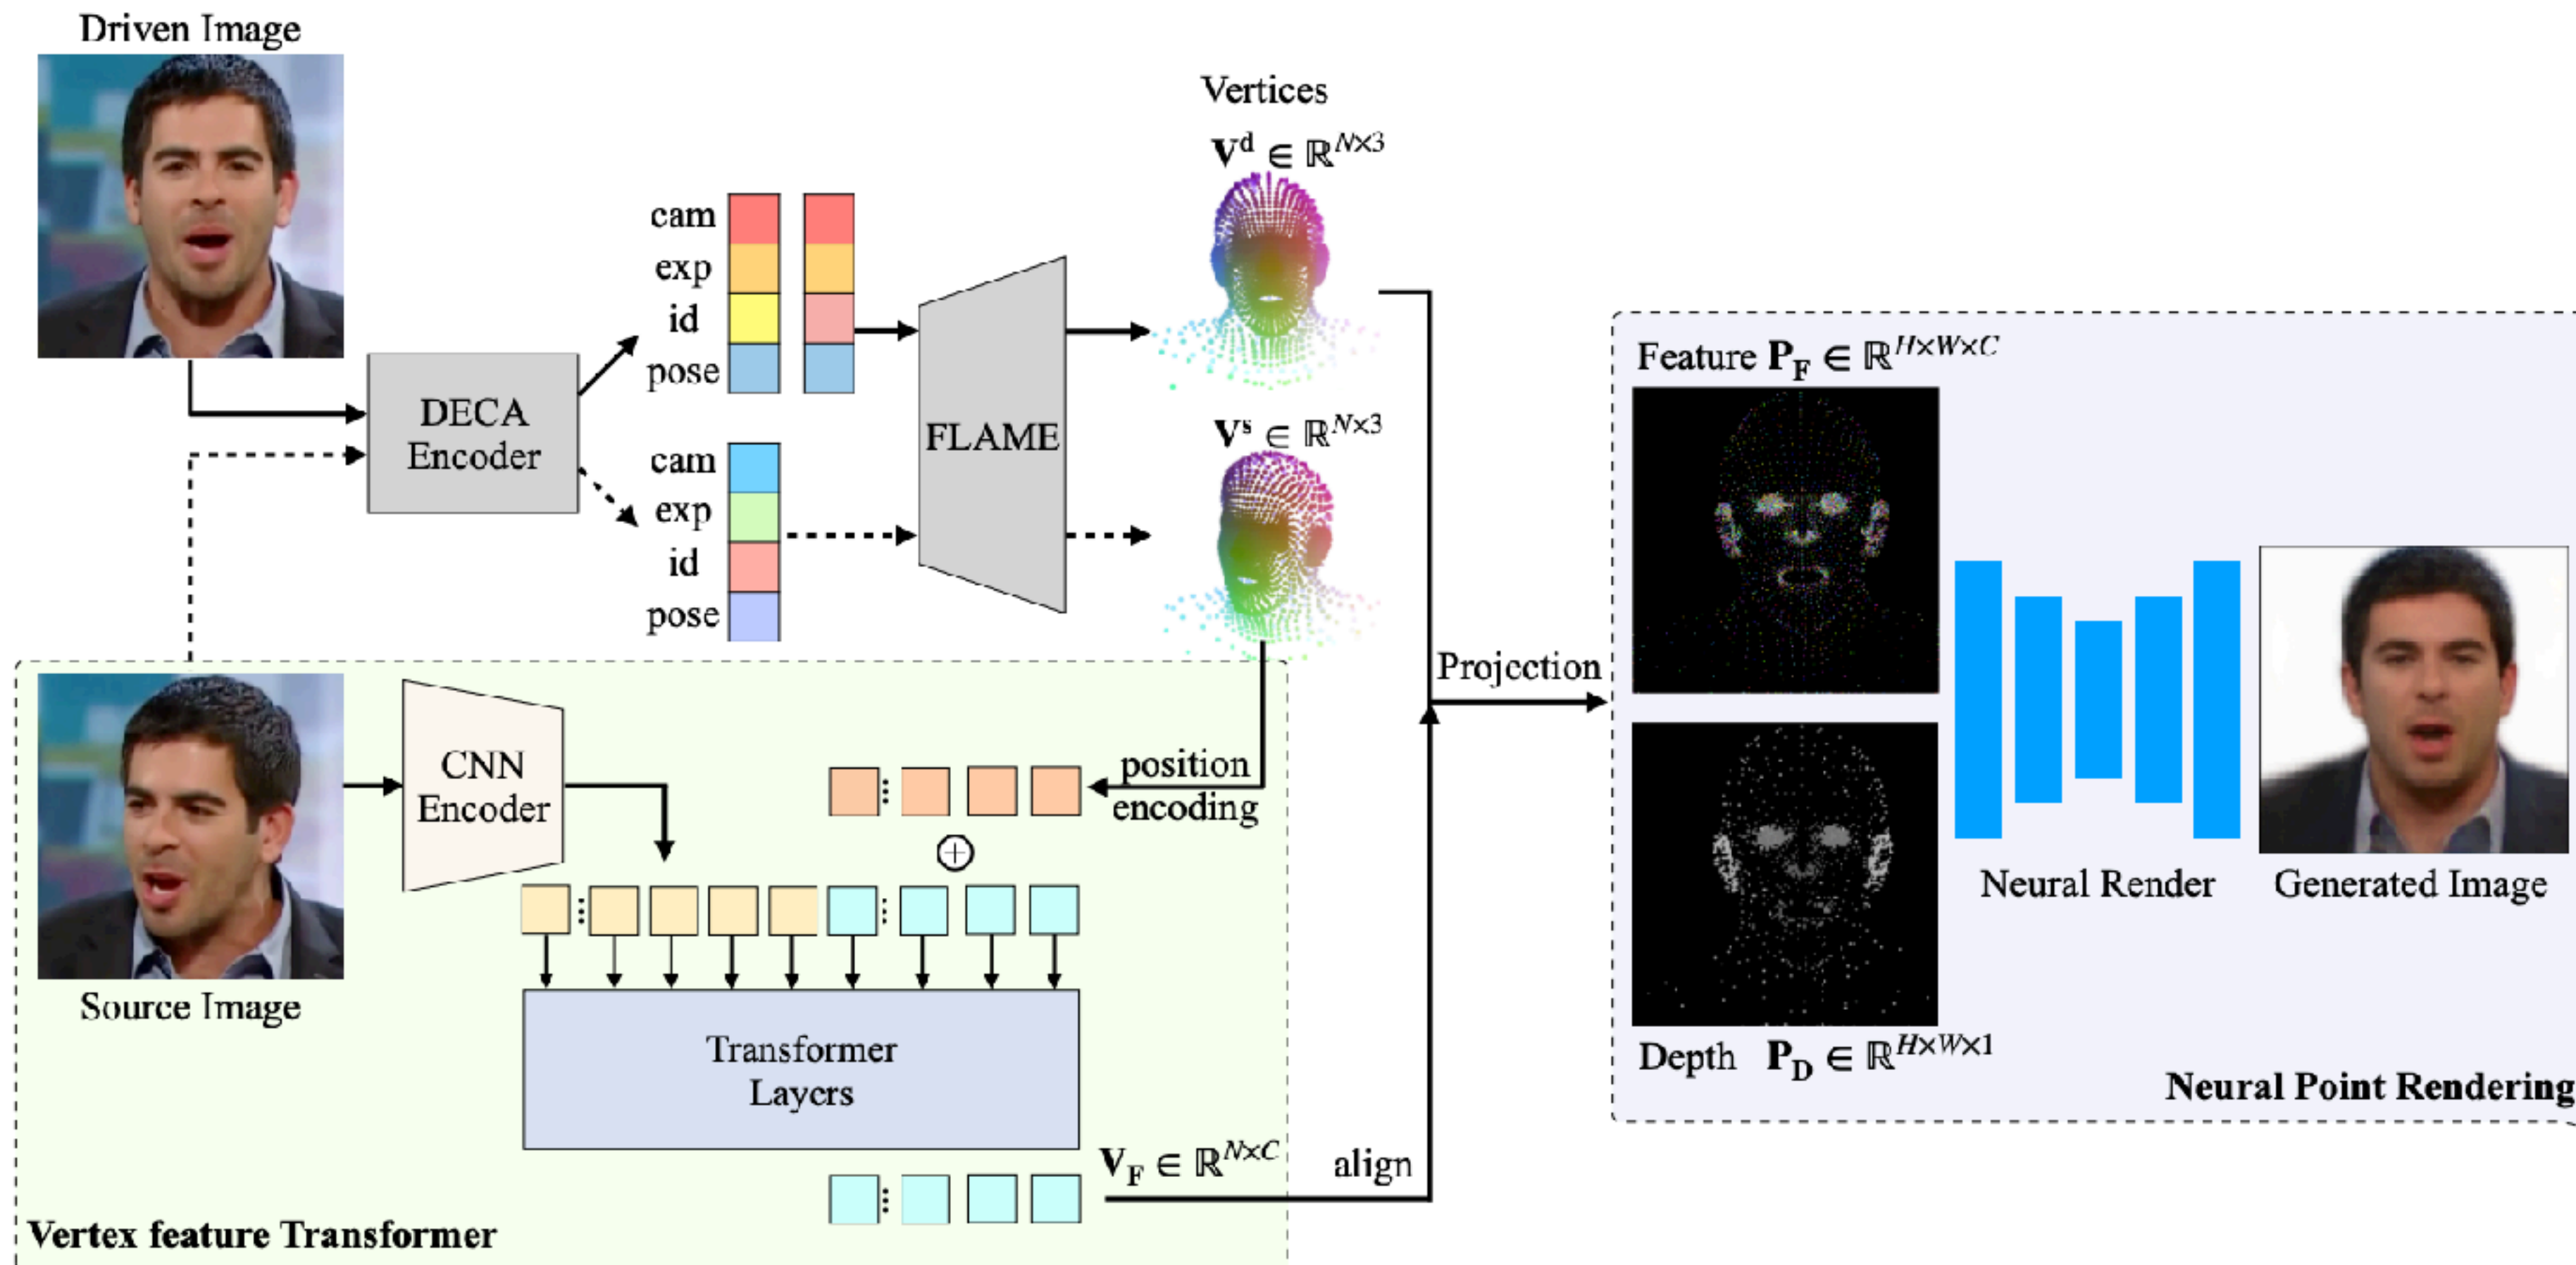 Driven Image
Vertices
V^d ∈ ℝ^{N×3}
cam
exp
id
pose
DECA
Encoder
FLAME
V^s ∈ ℝ^{N×3}
cam
exp
id
pose
Feature P_F ∈ ℝ^{H×W×C}
Projection
CNN
Encoder
position
encoding
Source Image
Transformer
Layers
Neural Render
Generated Image
Depth P_D ∈ ℝ^{H×W×1}
Neural Point Rendering
V_F ∈ ℝ^{N×C}
align
Vertex feature Transformer